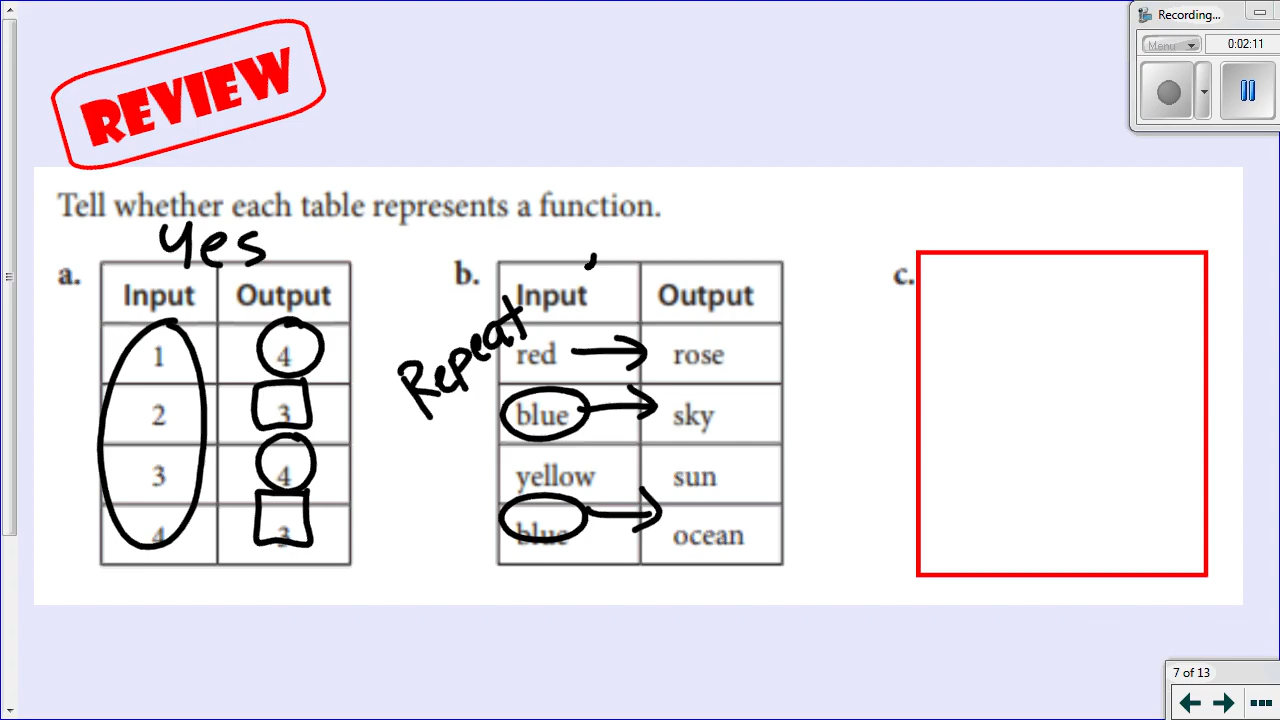 REVIEW
Recording...
Menu
0:02:11
Tell whether each table represents a function.
Yes
a.
Input Output
1 4
2 3
3 4
4 3
Repeat
b.
Input Output
red rose
blue sky
yellow sun
blue ocean
c.
7 of 13